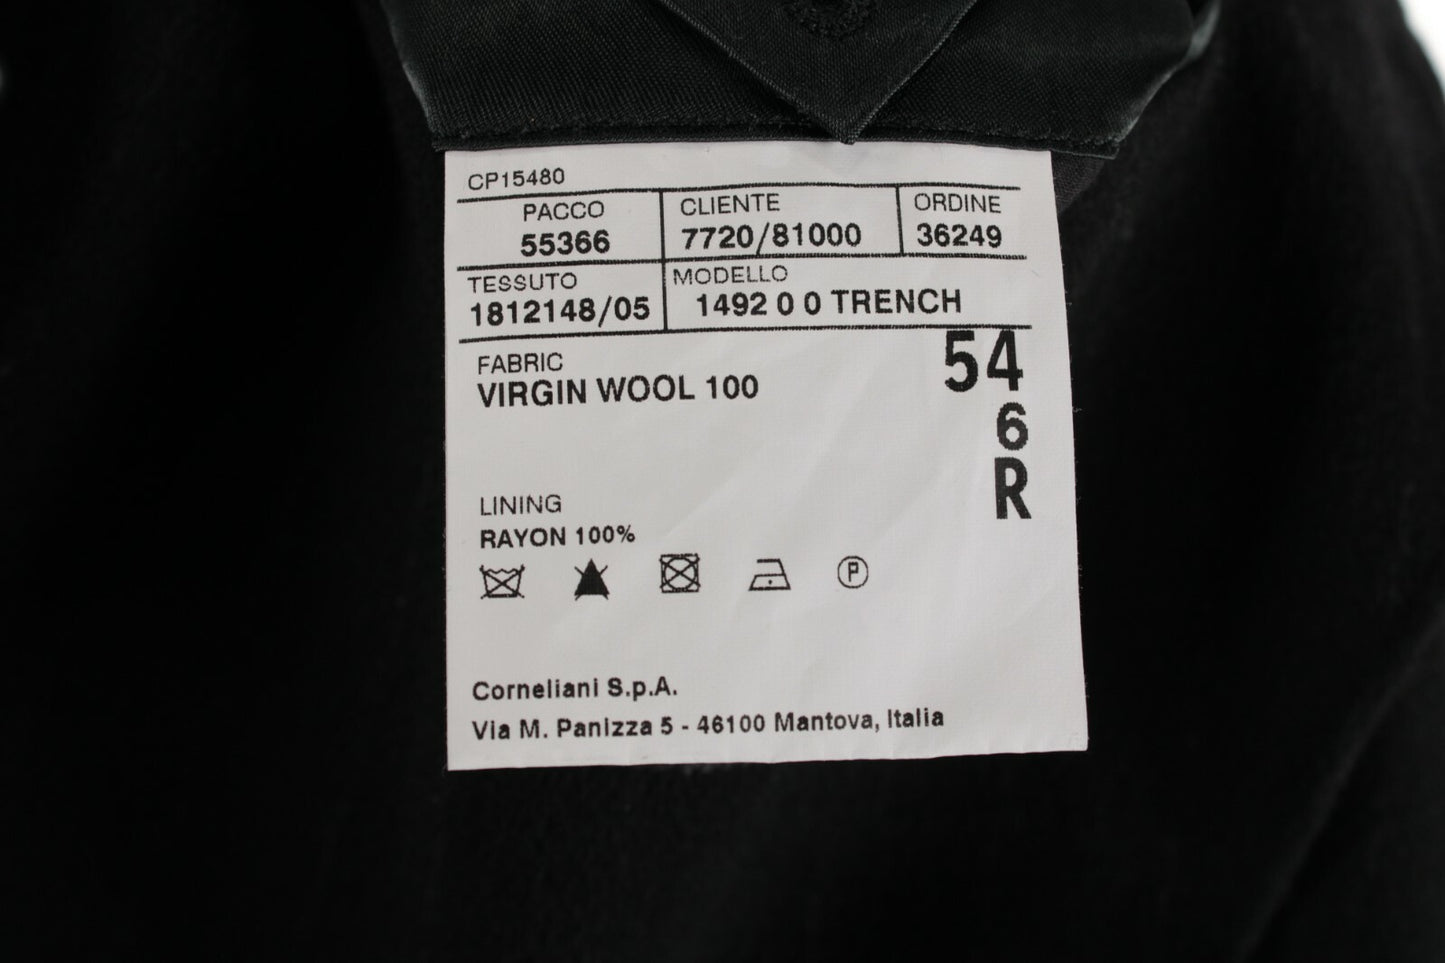 CP15480
PACCO CLIENTE ORDINE
55366 7720/81000 36249
TESSUTO MODELLO
1812148/05 1492 0 0 TRENCH
FABRIC
VIRGIN WOOL 100
54
6
R
LINING
RAYON 100%
P
Corneliani S.p.A.
Via M. Panizza 5 - 46100 Mantova, Italia